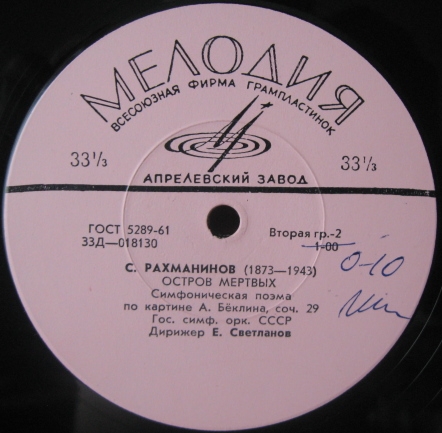 МЕЛОДИЯ
ВСЕСОЮЗНАЯ ФИРМА ГРАМПЛАСТИНОК
33⅓ 33⅓
АПРЕЛЕВСКИЙ ЗАВОД
ГОСТ 5289-61 Вторая гр.-2
33Д—018130 1-00
0-10
С. РАХМАНИНОВ (1873—1943)
ОСТРОВ МЕРТВЫХ
Симфоническая поэма
по картине А. Бёклина, соч. 29
Гос. симф. орк. СССР
Дирижер Е. Светланов